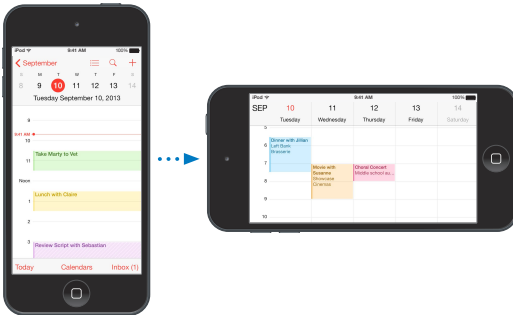 iPod 9:41 AM 100%
September
S M T W T F S
8 9 10 11 12 13 14
Tuesday September 10, 2013
9
9:41 AM
10
Take Marty to Vet
11
Noon
Lunch with Claire
1
2
3
Review Script with Sebastian
Today Calendars Inbox (1)
iPod 9:41 AM 100%
SEP 10 11 12 13 14
Tuesday Wednesday Thursday Friday Saturday
5
Dinner with Jillian
Left Bank
Brasserie
6
7
Movie with
Suzanne
Showcase
Cinemas
Choral Concert
Middle school au...
8
9
10